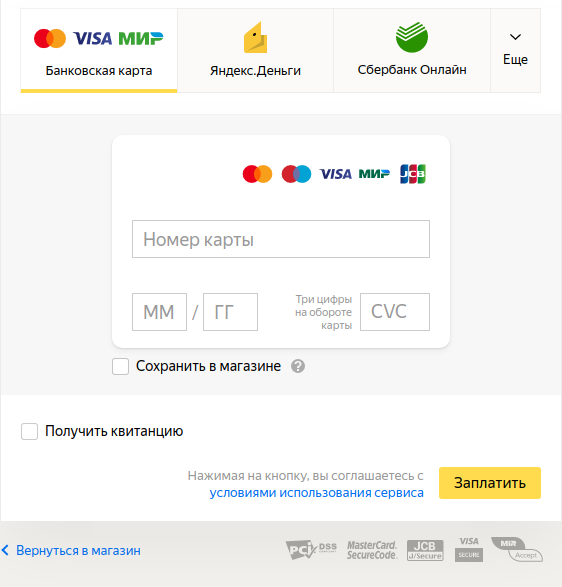 VISA МИР
Банковская карта
Яндекс.Деньги
Сбербанк Онлайн
Еще
VISA МИР JCB
Номер карты
ММ / ГГ
Три цифры
на обороте
карты
CVC
Сохранить в магазине ?
Получить квитанцию
Нажимая на кнопку, вы соглашаетесь с
условиями использования сервиса
Заплатить
Вернуться в магазин
PCI DSS
MasterCard.
SecureCode.
JCB
J/Secure
VISA
SECURE
MIR
Accept